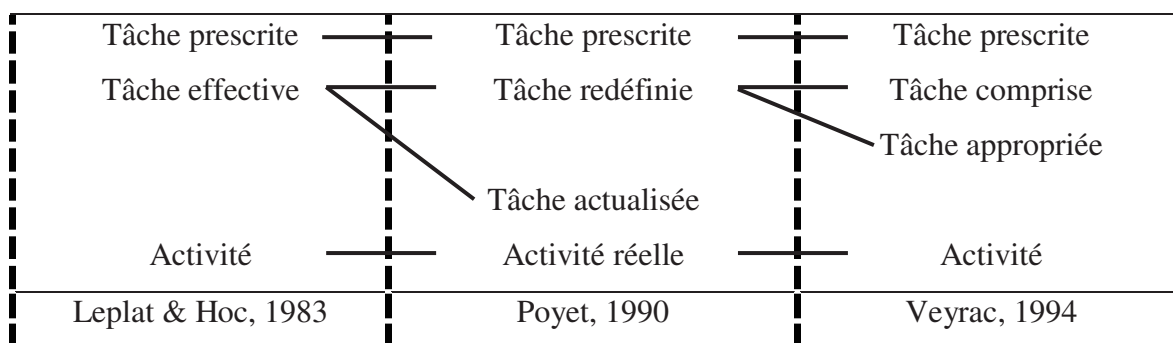 Tâche prescrite Tâche prescrite Tâche prescrite
Tâche effective Tâche redéfinie Tâche comprise
Tâche appropriée
Tâche actualisée
Activité Activité réelle Activité
Leplat & Hoc, 1983 Poyet, 1990 Veyrac, 1994